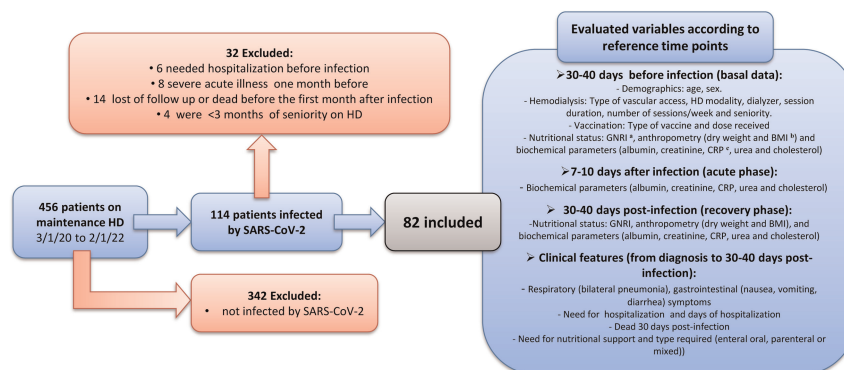 32 Excluded:
• 6 needed hospitalization before infection
• 8 severe acute illness one month before
• 14 lost of follow up or dead before the first month after infection
• 4 were <3 months of seniority on HD
456 patients on
maintenance HD
3/1/20 to 2/1/22
114 patients infected
by SARS-CoV-2
82 included
342 Excluded:
• not infected by SARS-CoV-2
Evaluated variables according to
reference time points
➢30-40 days before infection (basal data):
- Demographics: age, sex.
- Hemodialysis: Type of vascular access, HD modality, dialyzer, session
duration, number of sessions/week and seniority.
- Vaccination: Type of vaccine and dose received
- Nutritional status: GNRI ᵃ, anthropometry (dry weight and BMI ᵇ) and
biochemical parameters (albumin, creatinine, CRP ᶜ, urea and cholesterol)
➢7-10 days after infection (acute phase)
- Biochemical parameters (albumin, creatinine, CRP, urea and cholesterol)
➢ 30-40 days post-infection (recovery phase)
-Nutritional status: GNRI, anthropometry (dry weight and BMI), and
biochemical parameters (albumin, creatinine, CRP, urea and cholesterol)
➢ Clinical features (from diagnosis to 30-40 days post-
infection):
- Respiratory (bilateral pneumonia), gastrointestinal (nausea, vomiting,
diarrhea) symptoms
- Need for hospitalization and days of hospitalization
- Dead 30 days post-infection
- Need for nutritional support and type required (enteral oral, parenteral or
mixed))